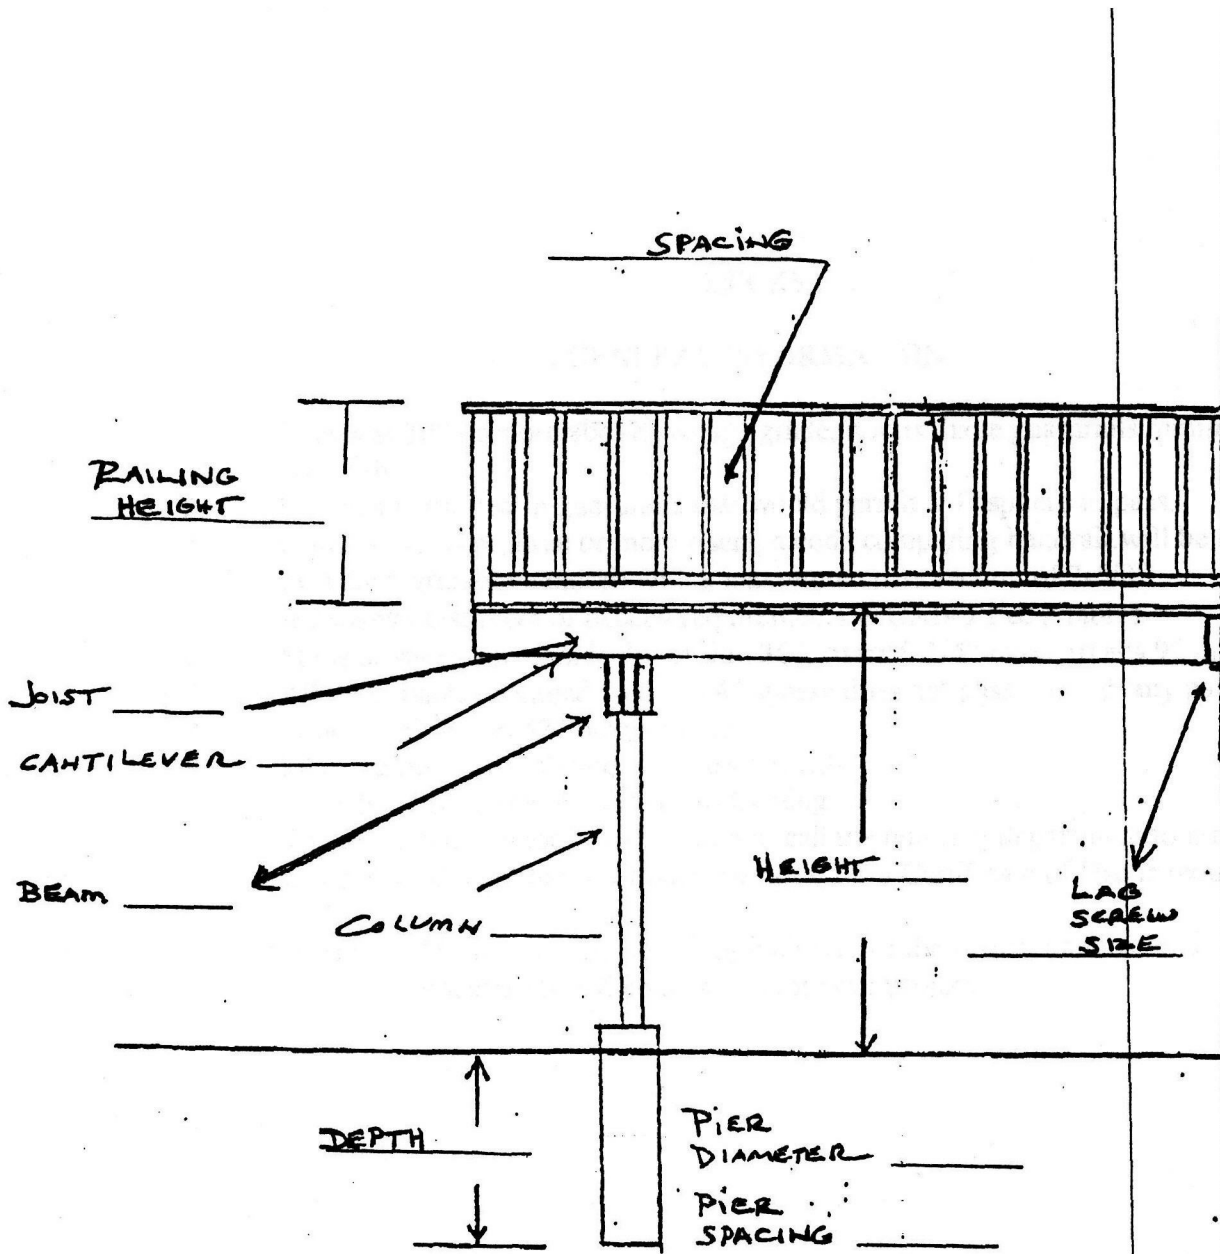 SPACING
RAILING
HEIGHT
JOIST
CANTILEVER
BEAM
COLUMN
HEIGHT
LAG
SCREW
SIZE
DEPTH
PIER
DIAMETER
PIER
SPACING